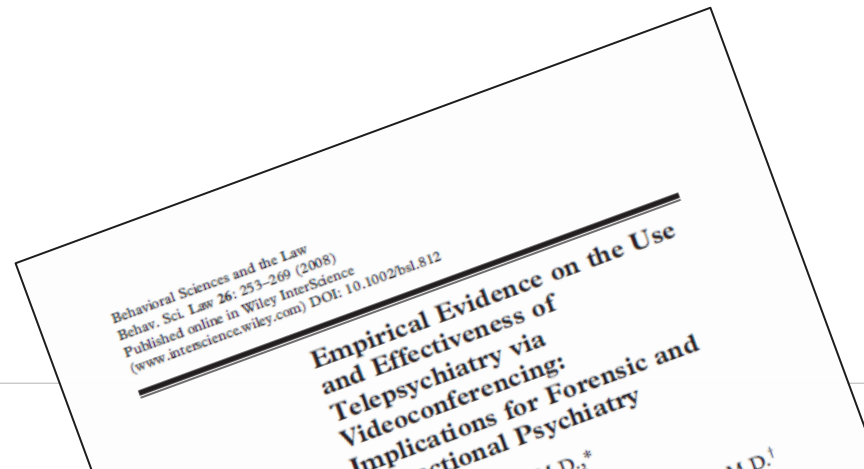 Behavioral Sciences and the Law
Behav. Sci. Law 26: 253–269 (2008)
Published online in Wiley InterScience
(www.interscience.wiley.com) DOI: 10.1002/bsl.812
Empirical Evidence on the Use
and Effectiveness of
Telepsychiatry via
Videoconferencing:
Implications for Forensic and
ctional Psychiatry
M.D.,*
M.D.†